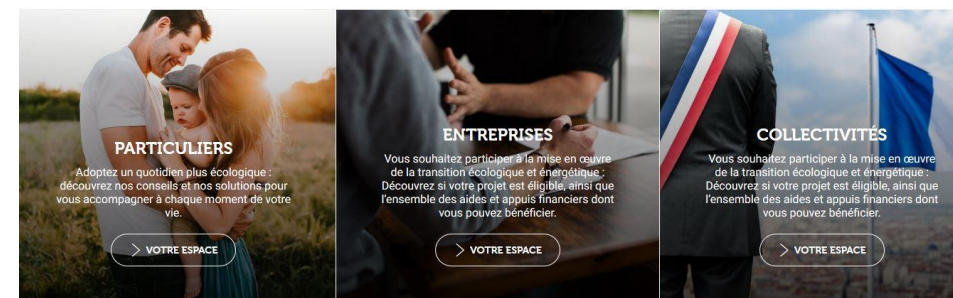 PARTICULIERS
Adoptez un quotidien plus écologique :
découvrez nos conseils et nos solutions pour
vous accompagner à chaque moment de votre
vie.
VOTRE ESPACE
ENTREPRISES
Vous souhaitez participer à la mise en œuvre
de la transition écologique et énergétique :
Découvrez si votre projet est éligible, ainsi que
l'ensemble des aides et appuis financiers dont
vous pouvez bénéficier.
VOTRE ESPACE
COLLECTIVITÉS
Vous souhaitez participer à la mise en œuvre
de la transition écologique et énergétique :
Découvrez si votre projet est éligible, ainsi que
l'ensemble des aides et appuis financiers dont
vous pouvez bénéficier.
VOTRE ESPACE